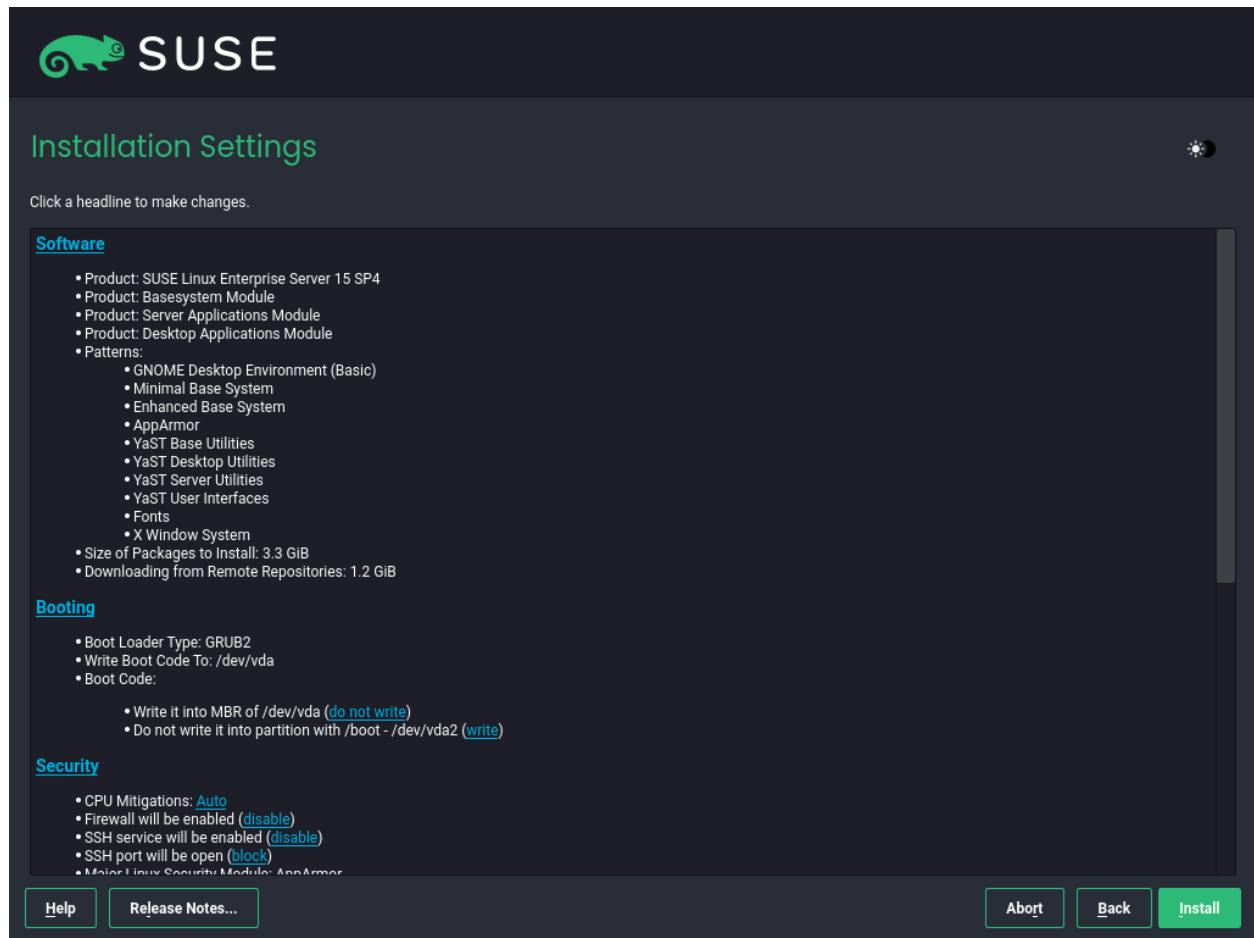 SUSE
Installation Settings
Click a headline to make changes.
Software
• Product: SUSE Linux Enterprise Server 15 SP4
• Product: Basesystem Module
• Product: Server Applications Module
• Product: Desktop Applications Module
• Patterns:
• GNOME Desktop Environment (Basic)
• Minimal Base System
• Enhanced Base System
• AppArmor
• YaST Base Utilities
• YaST Desktop Utilities
• YaST Server Utilities
• YaST User Interfaces
• Fonts
• X Window System
• Size of Packages to Install: 3.3 GiB
• Downloading from Remote Repositories: 1.2 GiB
Booting
• Boot Loader Type: GRUB2
• Write Boot Code To: /dev/vda
• Boot Code:
• Write it into MBR of /dev/vda (do not write)
• Do not write it into partition with /boot - /dev/vda2 (write)
Security
• CPU Mitigations: Auto
• Firewall will be enabled (disable)
• SSH service will be enabled (disable)
• SSH port will be open (block)
• Major Linux Security Module: AppArmor
Help
Release Notes...
Abort
Back
Install